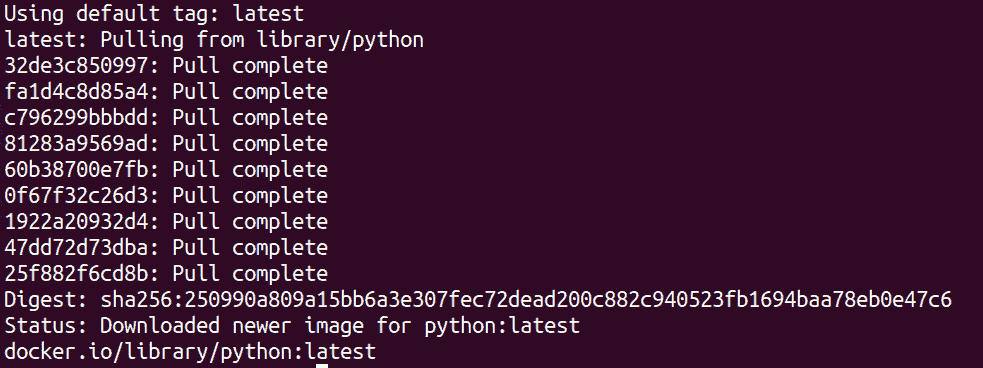 Using default tag: latest
latest: Pulling from library/python
32de3c850997: Pull complete
fa1d4c8d85a4: Pull complete
c796299bbbdd: Pull complete
81283a9569ad: Pull complete
60b38700e7fb: Pull complete
0f67f32c26d3: Pull complete
1922a20932d4: Pull complete
47dd72d73dba: Pull complete
25f882f6cd8b: Pull complete
Digest: sha256:250990a809a15bb6a3e307fec72dead200c882c940523fb1694baa78eb0e47c6
Status: Downloaded newer image for python:latest
docker.io/library/python:latest